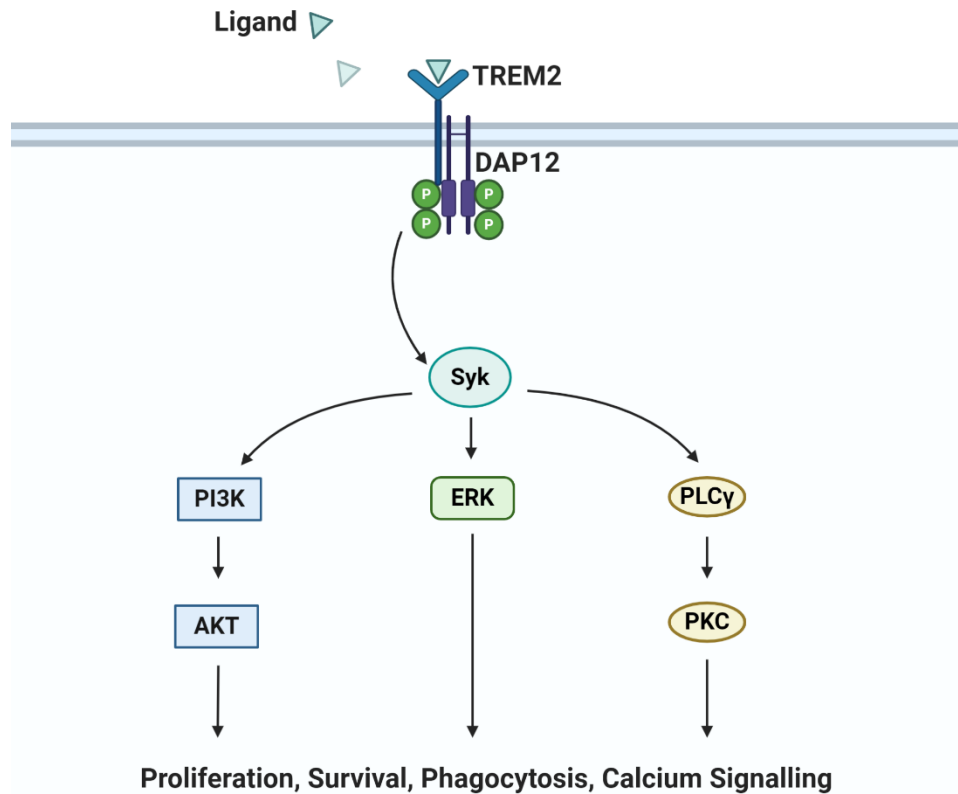 Ligand
TREM2
DAP12
P P
P P
Syk
PI3K ERK PLCγ
AKT PKC
Proliferation, Survival, Phagocytosis, Calcium Signalling